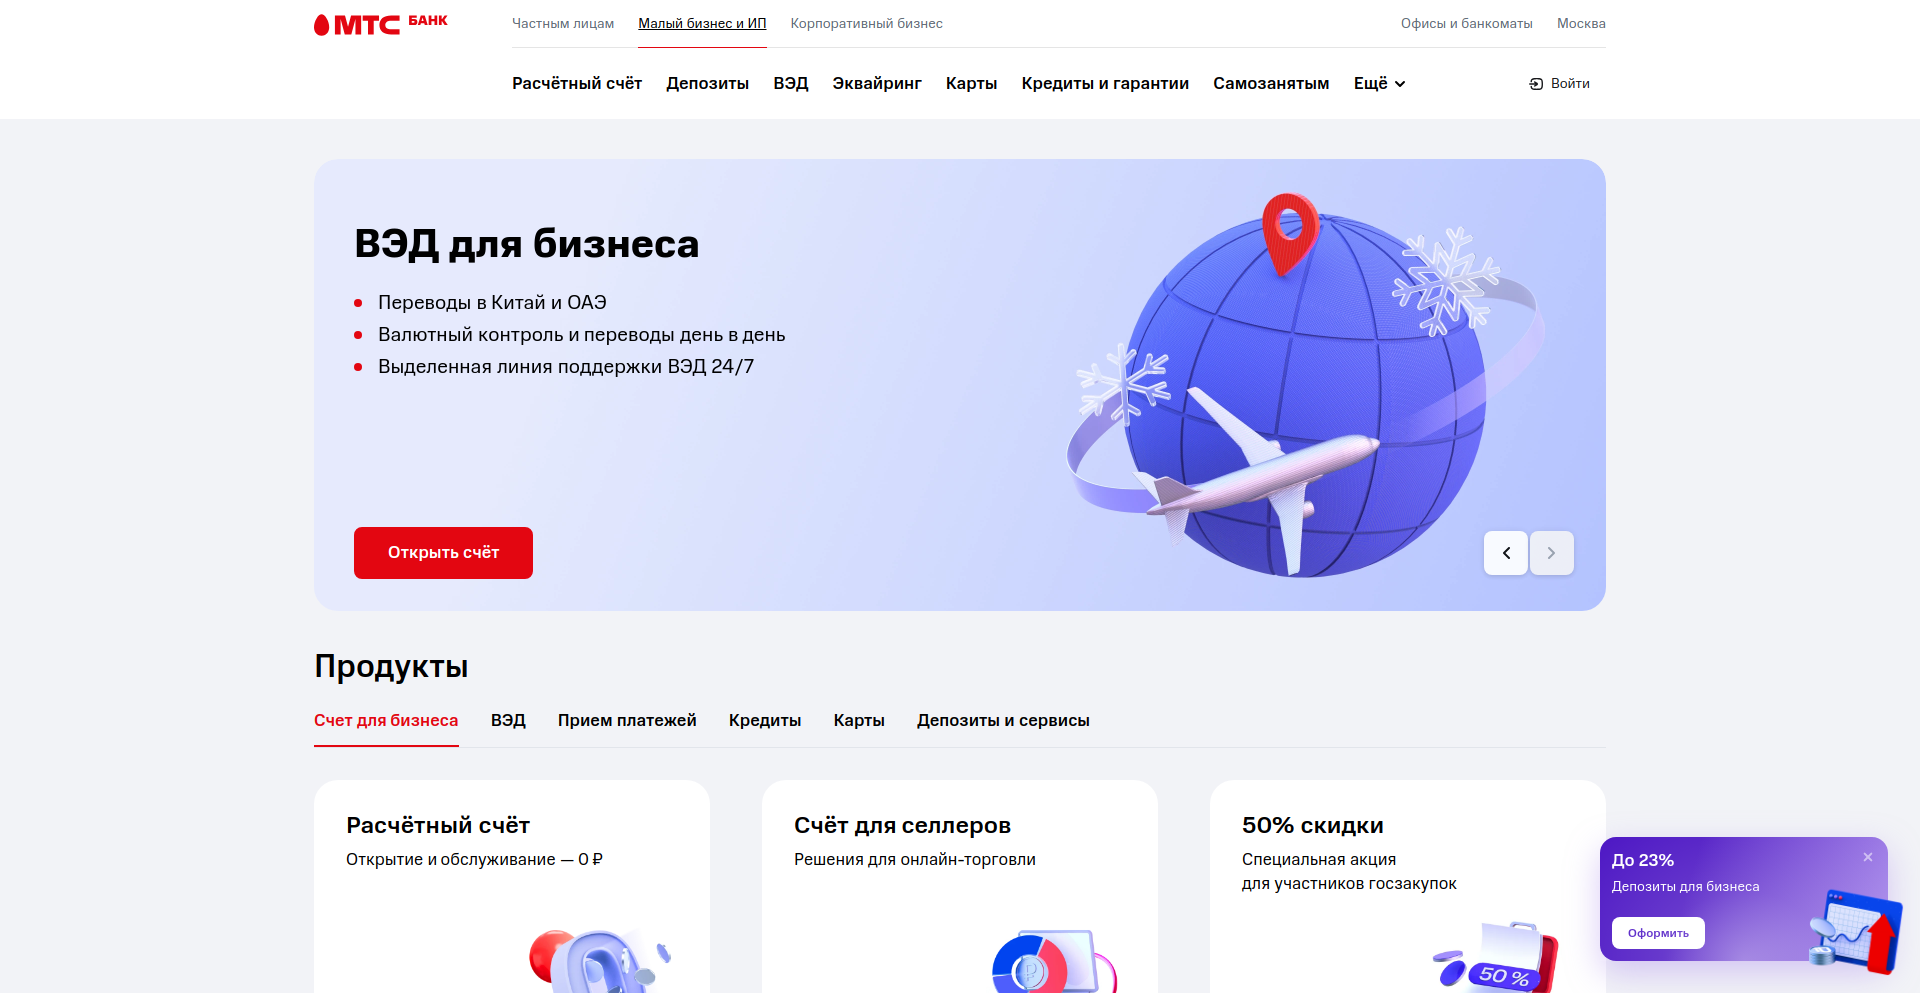 МТС БАНК
Частным лицам
Малый бизнес и ИП
Корпоративный бизнес
Офисы и банкоматы
Москва
Расчётный счёт
Депозиты
ВЭД
Эквайринг
Карты
Кредиты и гарантии
Самозанятым
Ещё
Войти
ВЭД для бизнеса
Переводы в Китай и ОАЭ
Валютный контроль и переводы день в день
Выделенная линия поддержки ВЭД 24/7
Открыть счёт
Продукты
Счет для бизнеса
ВЭД
Прием платежей
Кредиты
Карты
Депозиты и сервисы
Расчётный счёт
Открытие и обслуживание — 0 ₽
Счёт для селлеров
Решения для онлайн-торговли
50% скидки
Специальная акция
для участников госзакупок
50 %
До 23%
Депозиты для бизнеса
Оформить